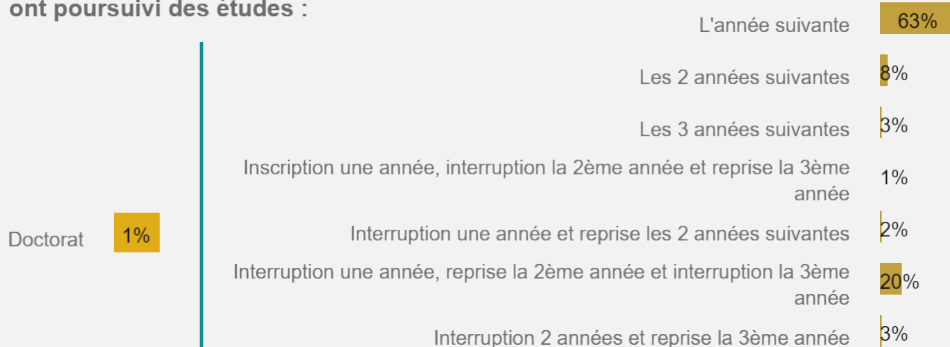 ont poursuivi des études :
Doctorat 1%
L'année suivante 63%
Les 2 années suivantes 8%
Les 3 années suivantes 3%
Inscription une année, interruption la 2ème année et reprise la 3ème
année 1%
Interruption une année et reprise les 2 années suivantes 2%
Interruption une année, reprise la 2ème année et interruption la 3ème
année 20%
Interruption 2 années et reprise la 3ème année 3%